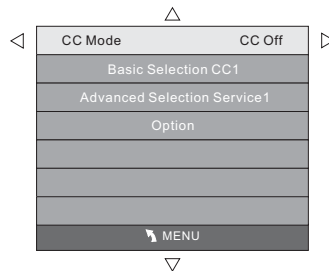 CC Mode CC Off
Basic Selection CC1
Advanced Selection Service1
Option
MENU